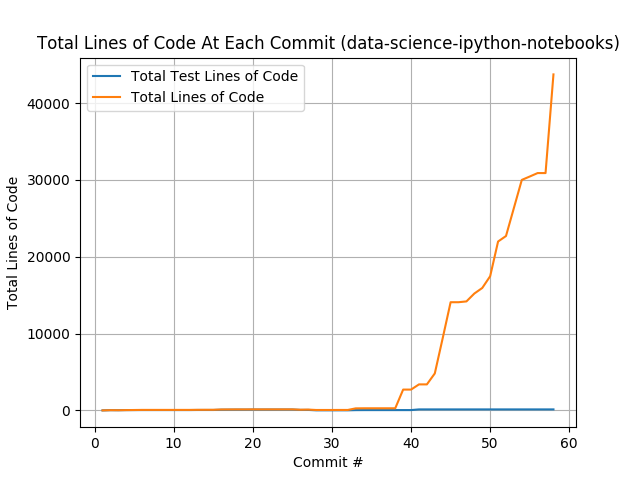 Total Lines of Code At Each Commit (data-science-ipython-notebooks)
Total Test Lines of Code
Total Lines of Code
Total Lines of Code
40000
30000
20000
10000
0
0 10 20 30 40 50 60
Commit #